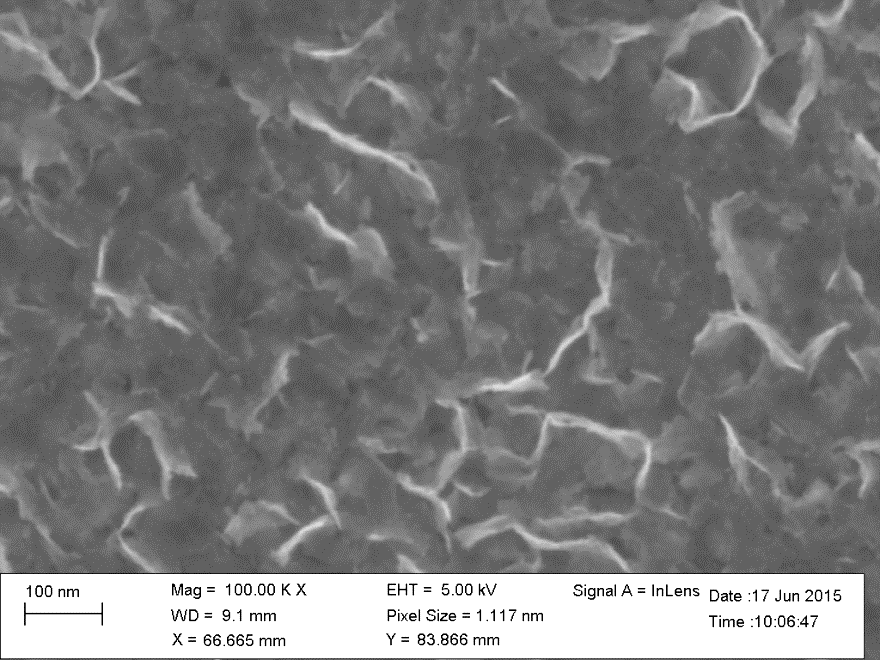 100 nm
Mag = 100.00 K X
EHT = 5.00 kV
Signal A = InLens
Date :17 Jun 2015
WD = 9.1 mm
Pixel Size = 1.117 nm
Time :10:06:47
X = 66.665 mm
Y = 83.866 mm